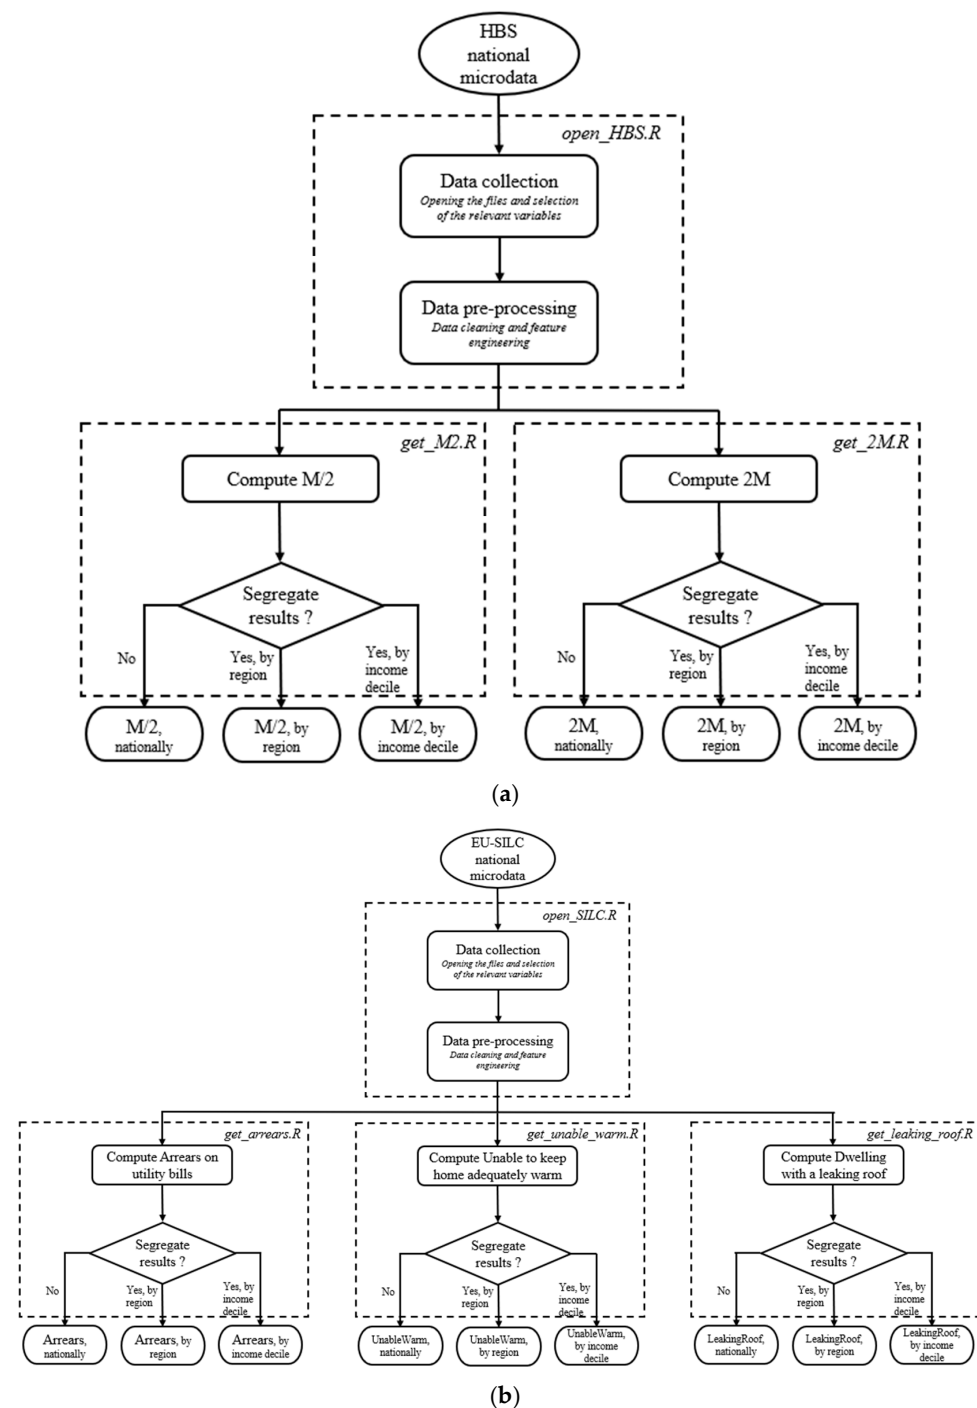 HBS
national
microdata
open_HBS.R
Data collection
Opening the files and selection
of the relevant variables
Data pre-processing
Data cleaning and feature
engineering
get_M2.R
Compute M/2
Segregate
results ?
No
Yes, by
region
Yes, by
income
decile
M/2,
nationally
M/2, by
region
M/2, by
income decile
get_2M.R
Compute 2M
Segregate
results ?
No
Yes, by
region
Yes, by
income
decile
2M,
nationally
2M, by
region
2M, by
income decile
(a)
EU-SILC
national
microdata
open_SILC.R
Data collection
Opening the files and selection
of the relevant variables
Data pre-processing
Data cleaning and feature
engineering
get_arrears.R
Compute Arrears on
utility bills
Segregate
results ?
No
Yes, by
region
Yes, by
income
decile
Arrears,
nationally
Arrears, by
region
Arrears, by
income decile
get_unable_warm.R
Compute Unable to keep
home adequately warm
Segregate
results ?
No
Yes, by
region
Yes, by
income
decile
UnableWarm,
nationally
UnableWarm,
by region
UnableWarm,
by income
decile
get_leaking_roof.R
Compute Dwelling
with a leaking roof
Segregate
results ?
No
Yes, by
region
Yes, by
income
decile
LeakingRoof,
nationally
LeakingRoof,
by region
LeakingRoof,
by income
decile
(b)